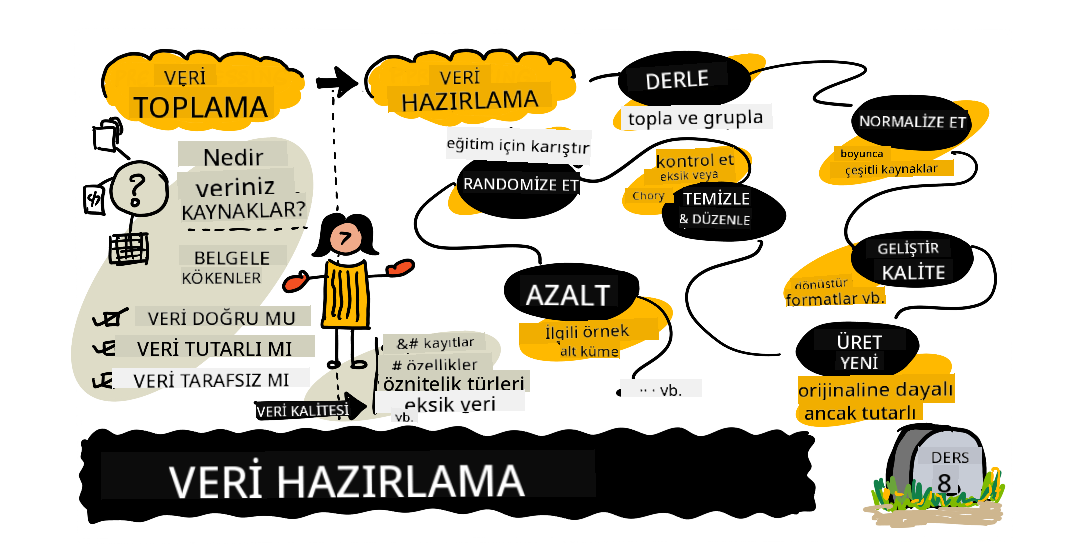 VERİ
TOPLAMA
Nedir
veriniz
KAYNAKLAR?
BELGELE
KÖKENLER
VERİ DOĞRU MU
VERİ TUTARLI MI
VERİ TARAFSIZ MI
VERİ
HAZIRLAMA
&# kayıtlar
# özellikler
öznitelik türleri
eksik veri
vb.
VERİ KALİTESİ
DERLE
topla ve grupla
NORMALİZE ET
boyunca
çeşitli kaynaklar
GELİŞTİR
KALİTE
dönüştür
formatlar vb.
ÜRET
YENİ
orijinaline dayalı
ancak tutarlı
kontrol et
eksik veya
Chory
TEMİZLE
& DÜZENLE
eğitim için karıştır
RANDOMİZE ET
AZALT
İlgili örnek
alt küme
vb.
VERİ HAZIRLAMA
DERS
8